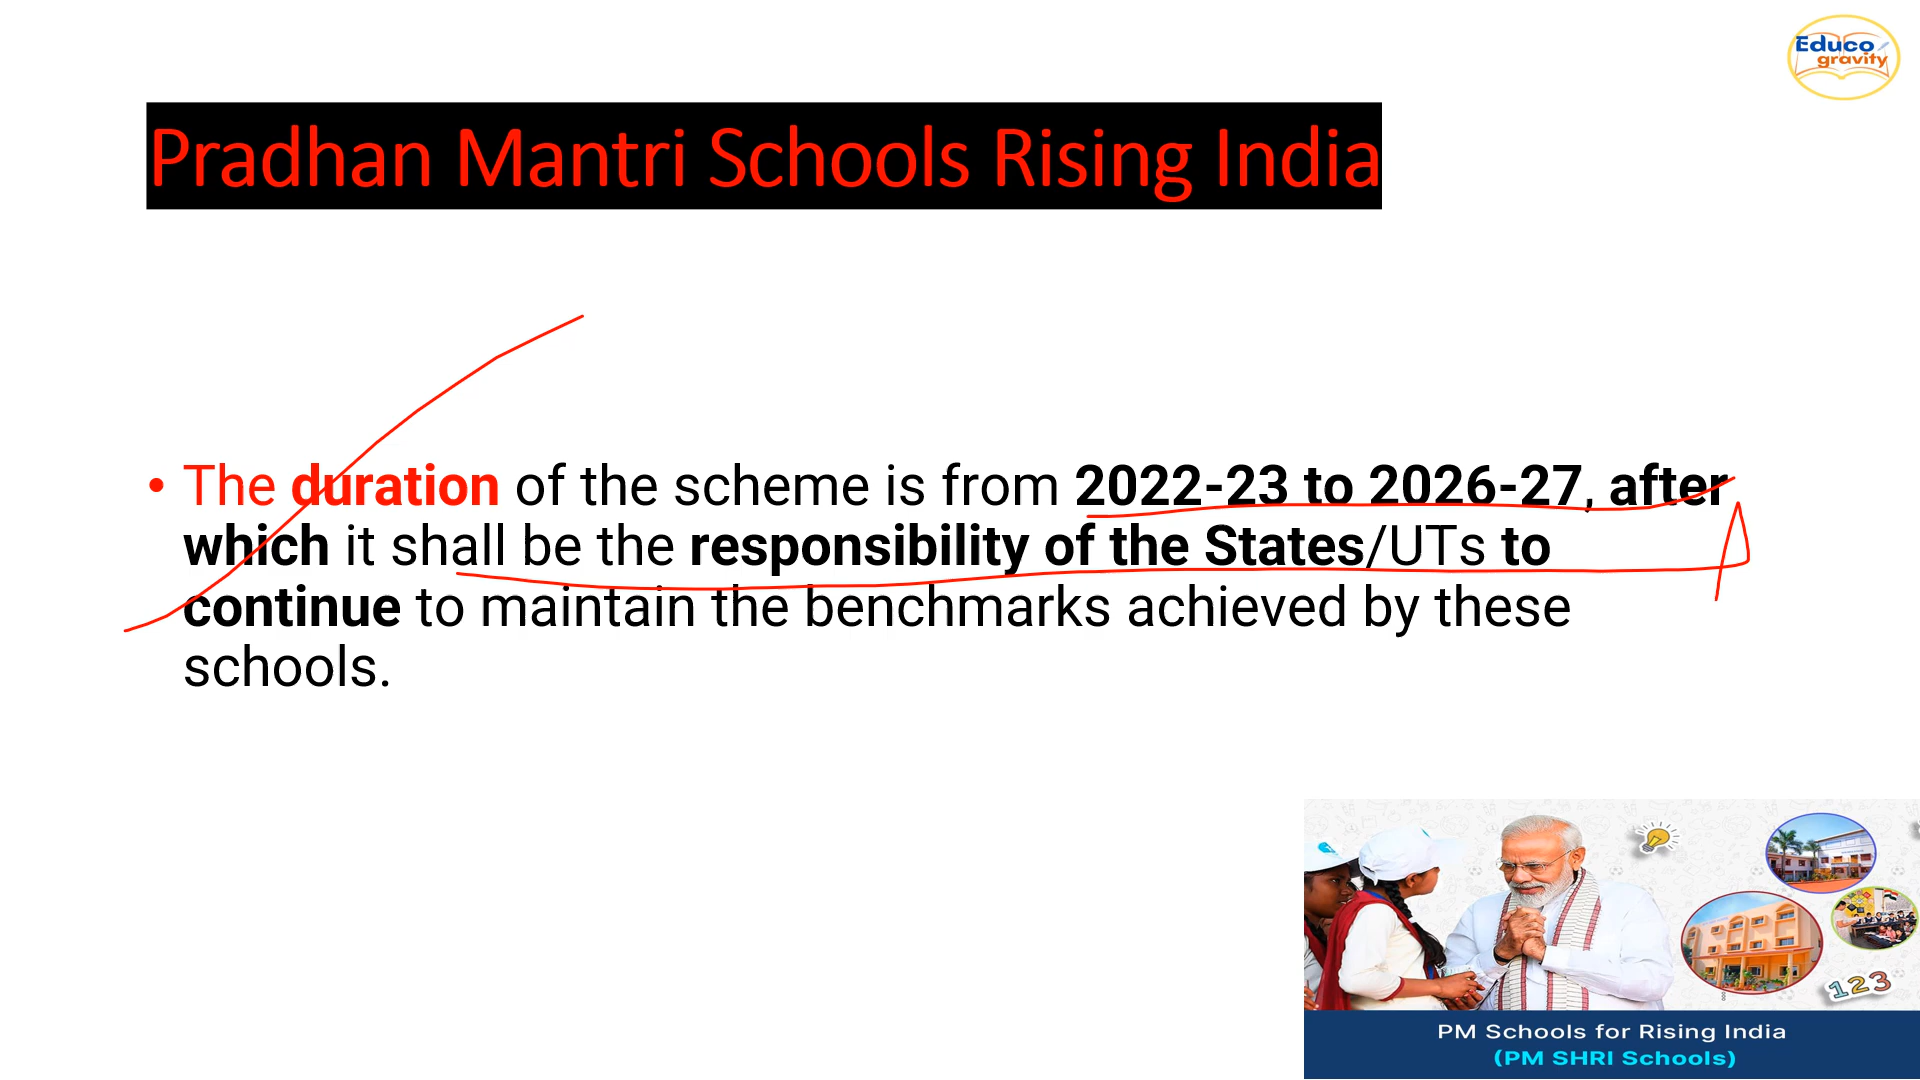 Educo
gravity
Pradhan Mantri Schools Rising India
• The duration of the scheme is from 2022-23 to 2026-27, after
which it shall be the responsibility of the States/UTs to
continue to maintain the benchmarks achieved by these
schools.
123
PM Schools for Rising India
(PM SHRI Schools)